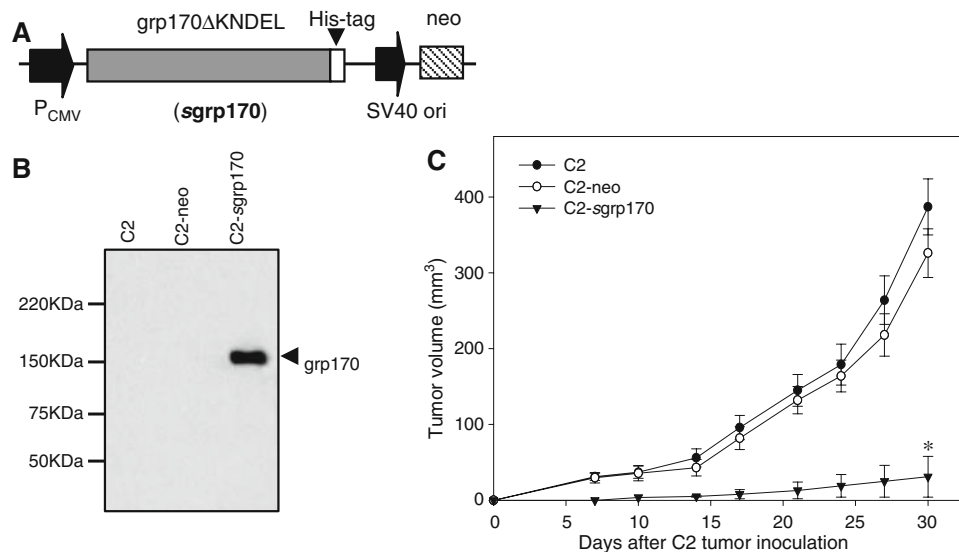 A
grp170ΔKNDEL
His-tag
neo
P_CMV
(sgrp170)
SV40 ori
B
C2
C2-neo
C2-sgrp170
220KDa
150KDa
75KDa
50KDa
grp170
C
C2
C2-neo
C2-sgrp170
Tumor volume (mm³)
400
300
200
100
0
*
0 5 10 15 20 25 30
Days after C2 tumor inoculation